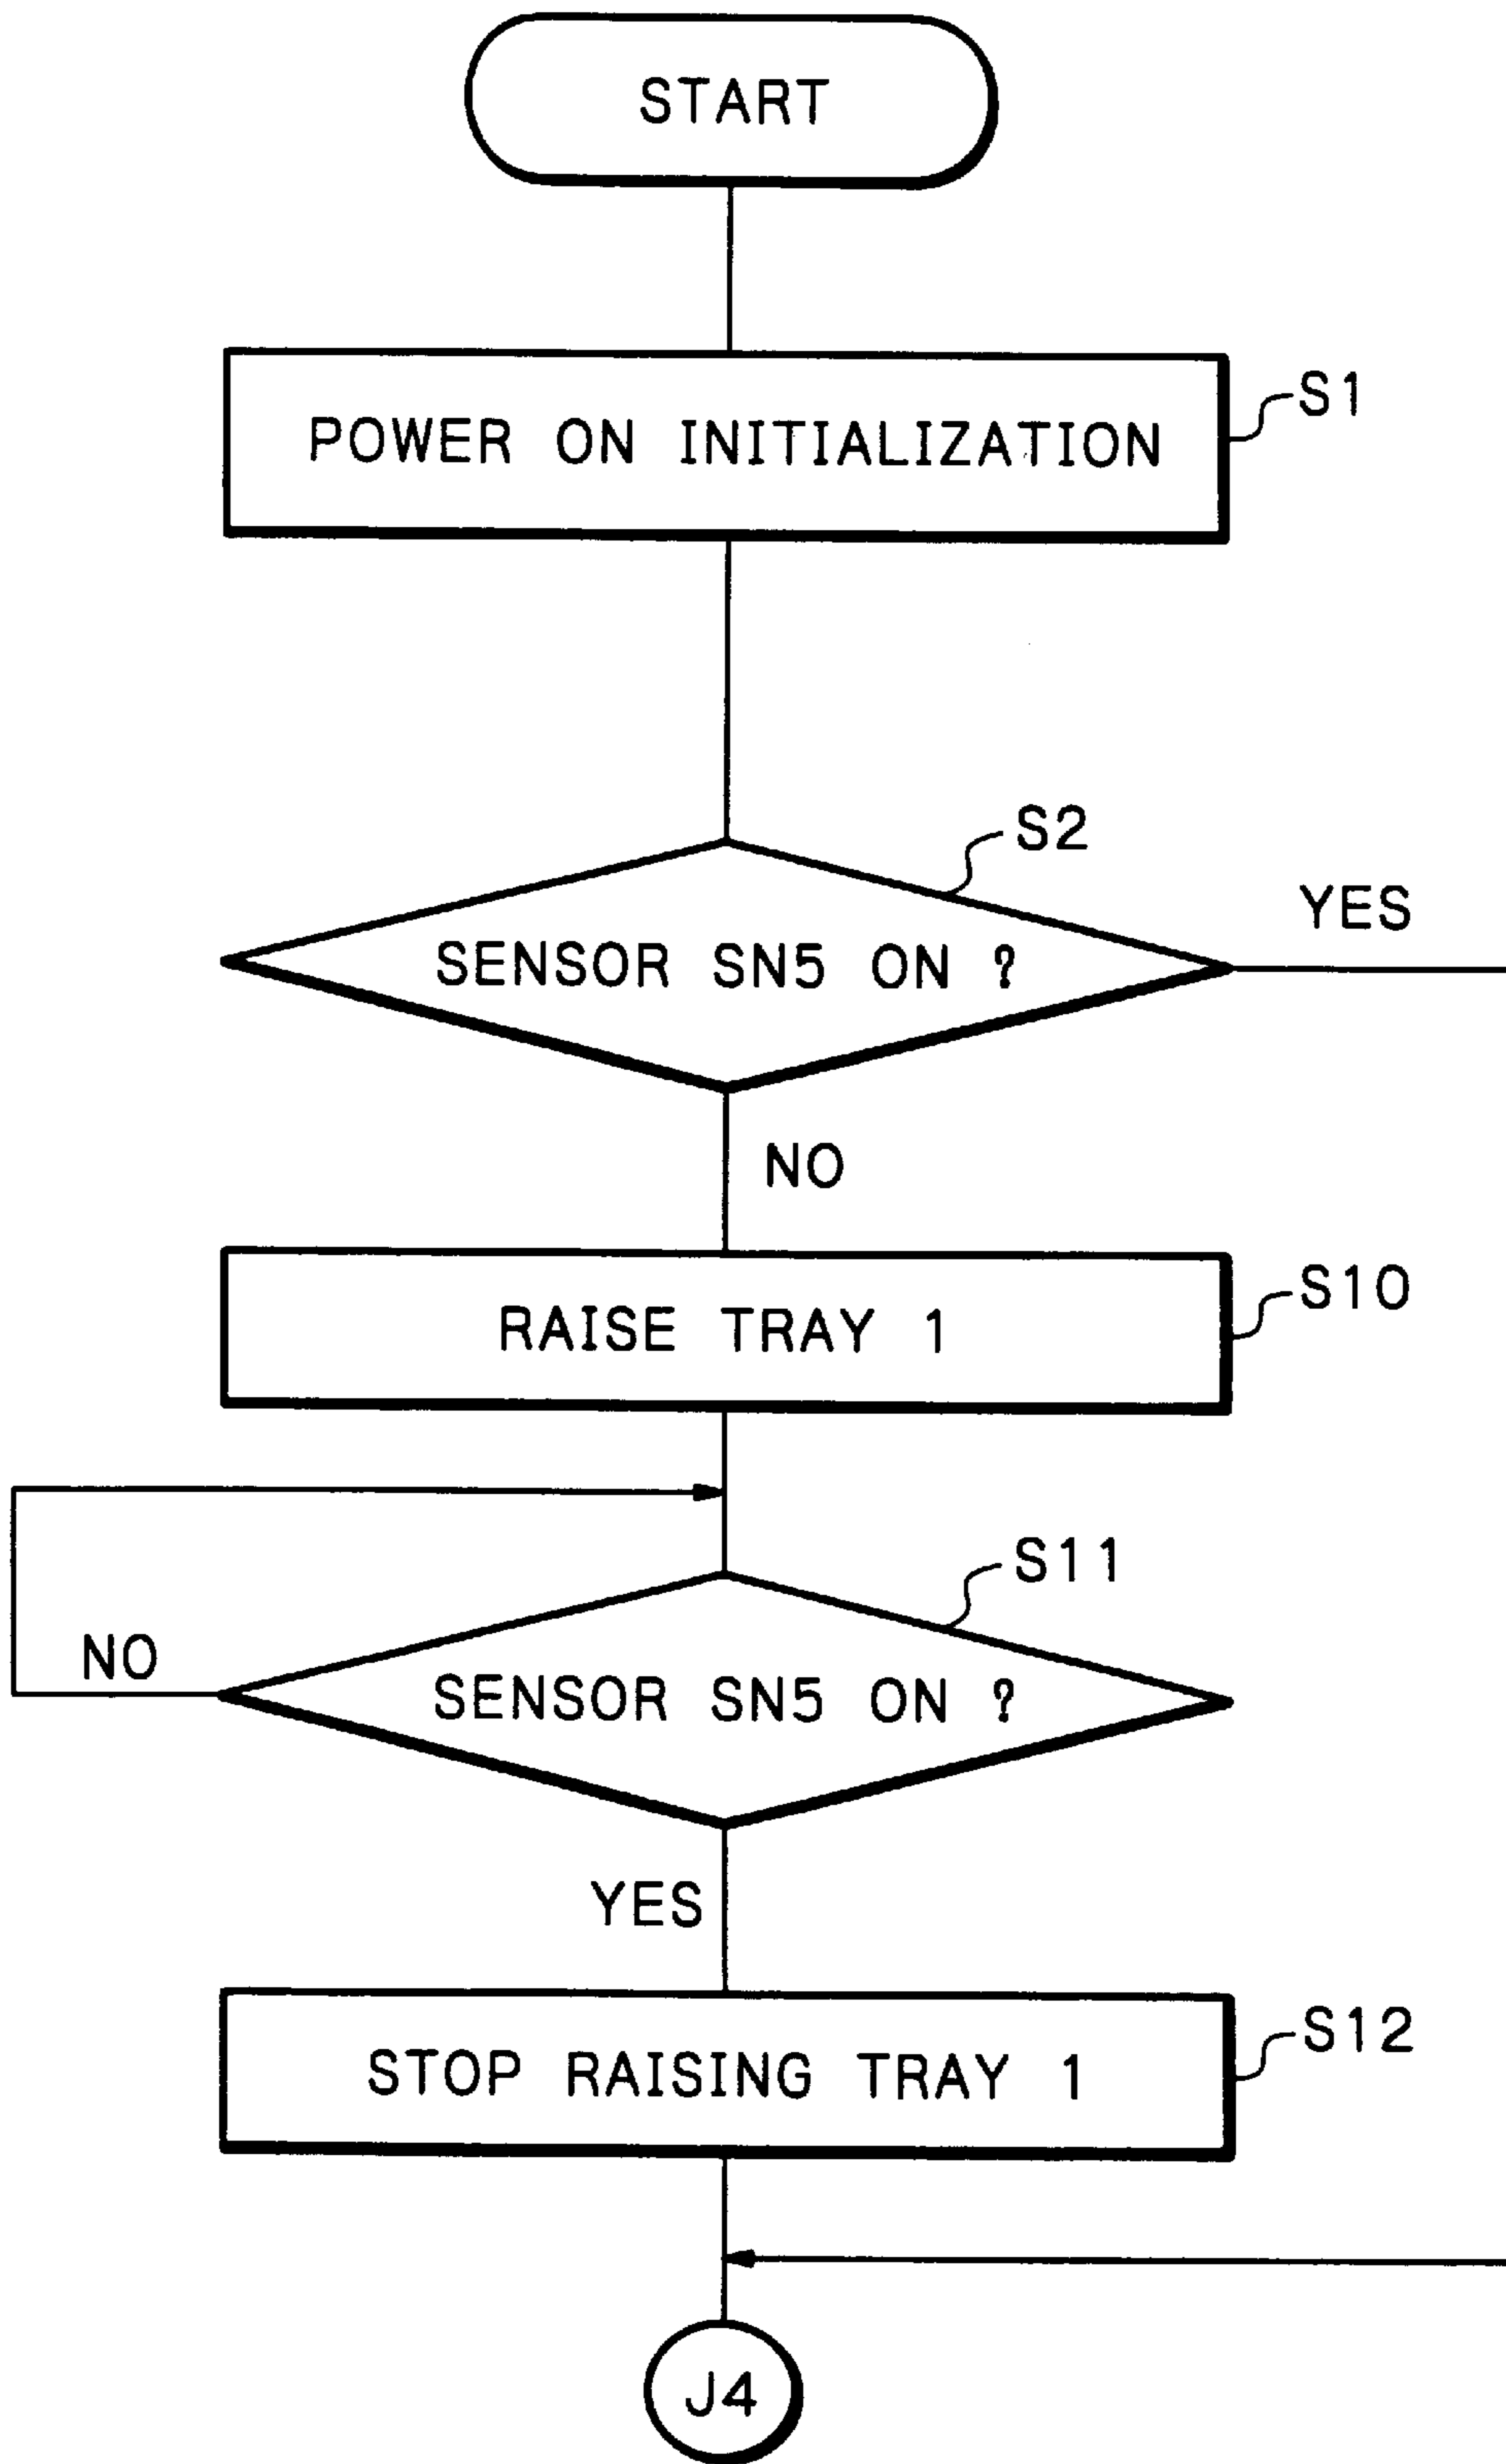 START
POWER ON INITIALIZATION
S1
S2
YES
SENSOR SN5 ON ?
NO
RAISE TRAY 1
S10
S11
NO
SENSOR SN5 ON ?
YES
STOP RAISING TRAY 1
S12
J4